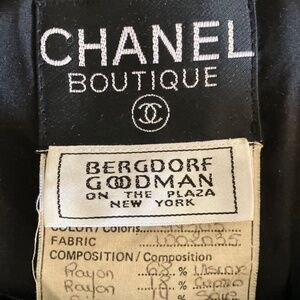 CHANEL
BOUTIQUE
BERGDORF
GOODMAN
ON THE PLAZA
NEW YORK
COLOR / Coloris
FABRIC
COMPOSITION / Composition
Rayon %
Rayon %